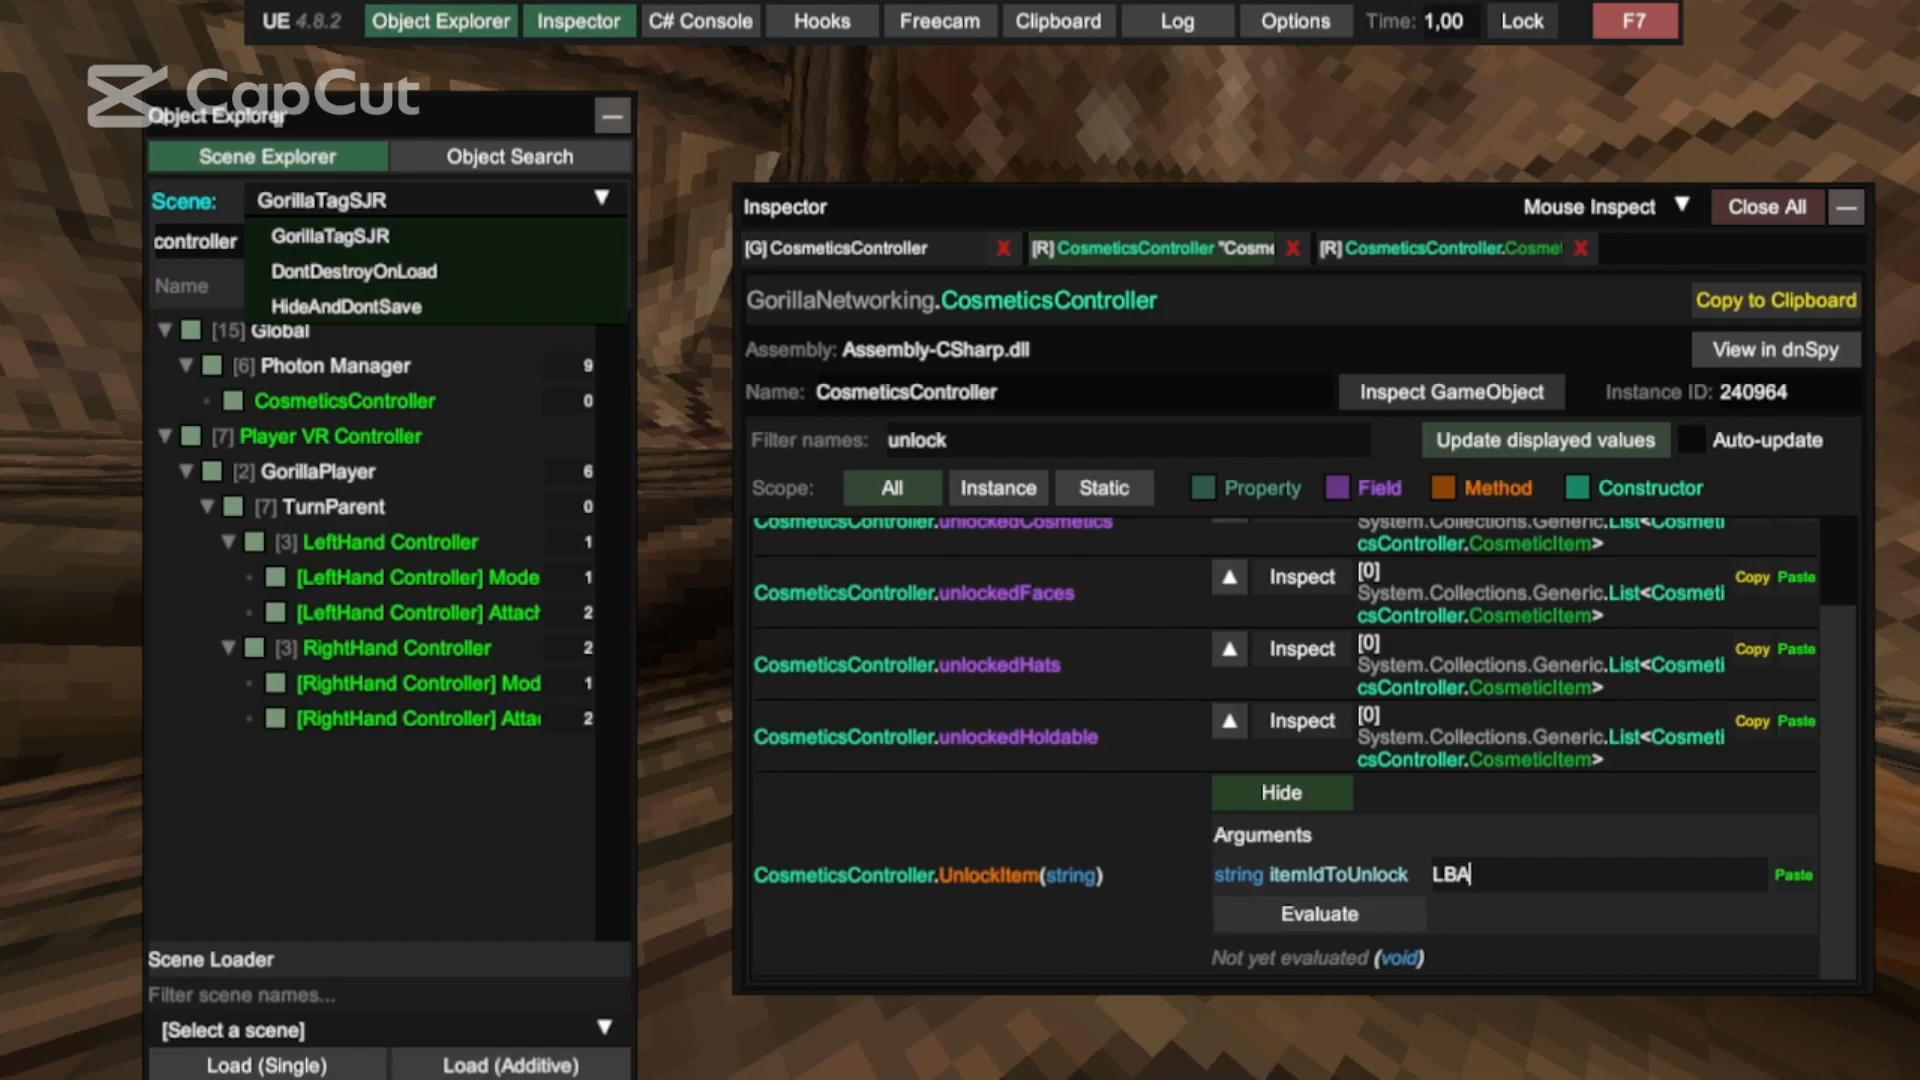 UE 4.8.2 Object Explorer Inspector C# Console Hooks Freecam Clipboard Log Options Time: 1,00 Lock F7
CapCut
Object Explorer
Scene Explorer Object Search
Scene: GorillaTagSJR ▼
GorillaTagSJR
DontDestroyOnLoad
HideAndDontSave
controller
Name
▼ [15] Global
▼ [6] Photon Manager 9
CosmeticsController 0
▼ [7] Player VR Controller
▼ [2] GorillaPlayer 6
▼ [7] TurnParent 0
▼ [3] LeftHand Controller 1
[LeftHand Controller] Mode 1
[LeftHand Controller] Attach 2
▼ [3] RightHand Controller 2
[RightHand Controller] Mod 1
[RightHand Controller] Atta 2
Scene Loader
Filter scene names...
[Select a scene] ▼
Load (Single) Load (Additive)
Inspector Mouse Inspect ▼ Close All —
[G] CosmeticsController X [R] CosmeticsController "Cosme X [R] CosmeticsController.Cosmet X
GorillaNetworking.CosmeticsController Copy to Clipboard
Assembly: Assembly-CSharp.dll View in dnSpy
Name: CosmeticsController Inspect GameObject Instance ID: 240964
Filter names: unlock Update displayed values Auto-update
Scope: All Instance Static Property Field Method Constructor
CosmeticsController.unlockedCosmetics System.Collections.Generic.List<Cosmeti
csController.CosmeticItem>
CosmeticsController.unlockedFaces ▲ Inspect [0] Copy Paste
System.Collections.Generic.List<Cosmeti
csController.CosmeticItem>
CosmeticsController.unlockedHats ▲ Inspect [0] Copy Paste
System.Collections.Generic.List<Cosmeti
csController.CosmeticItem>
CosmeticsController.unlockedHoldable ▲ Inspect [0] Copy Paste
System.Collections.Generic.List<Cosmeti
csController.CosmeticItem>
Hide
Arguments
CosmeticsController.UnlockItem(string) string itemIdToUnlock LBA Paste
Evaluate
Not yet evaluated (void)